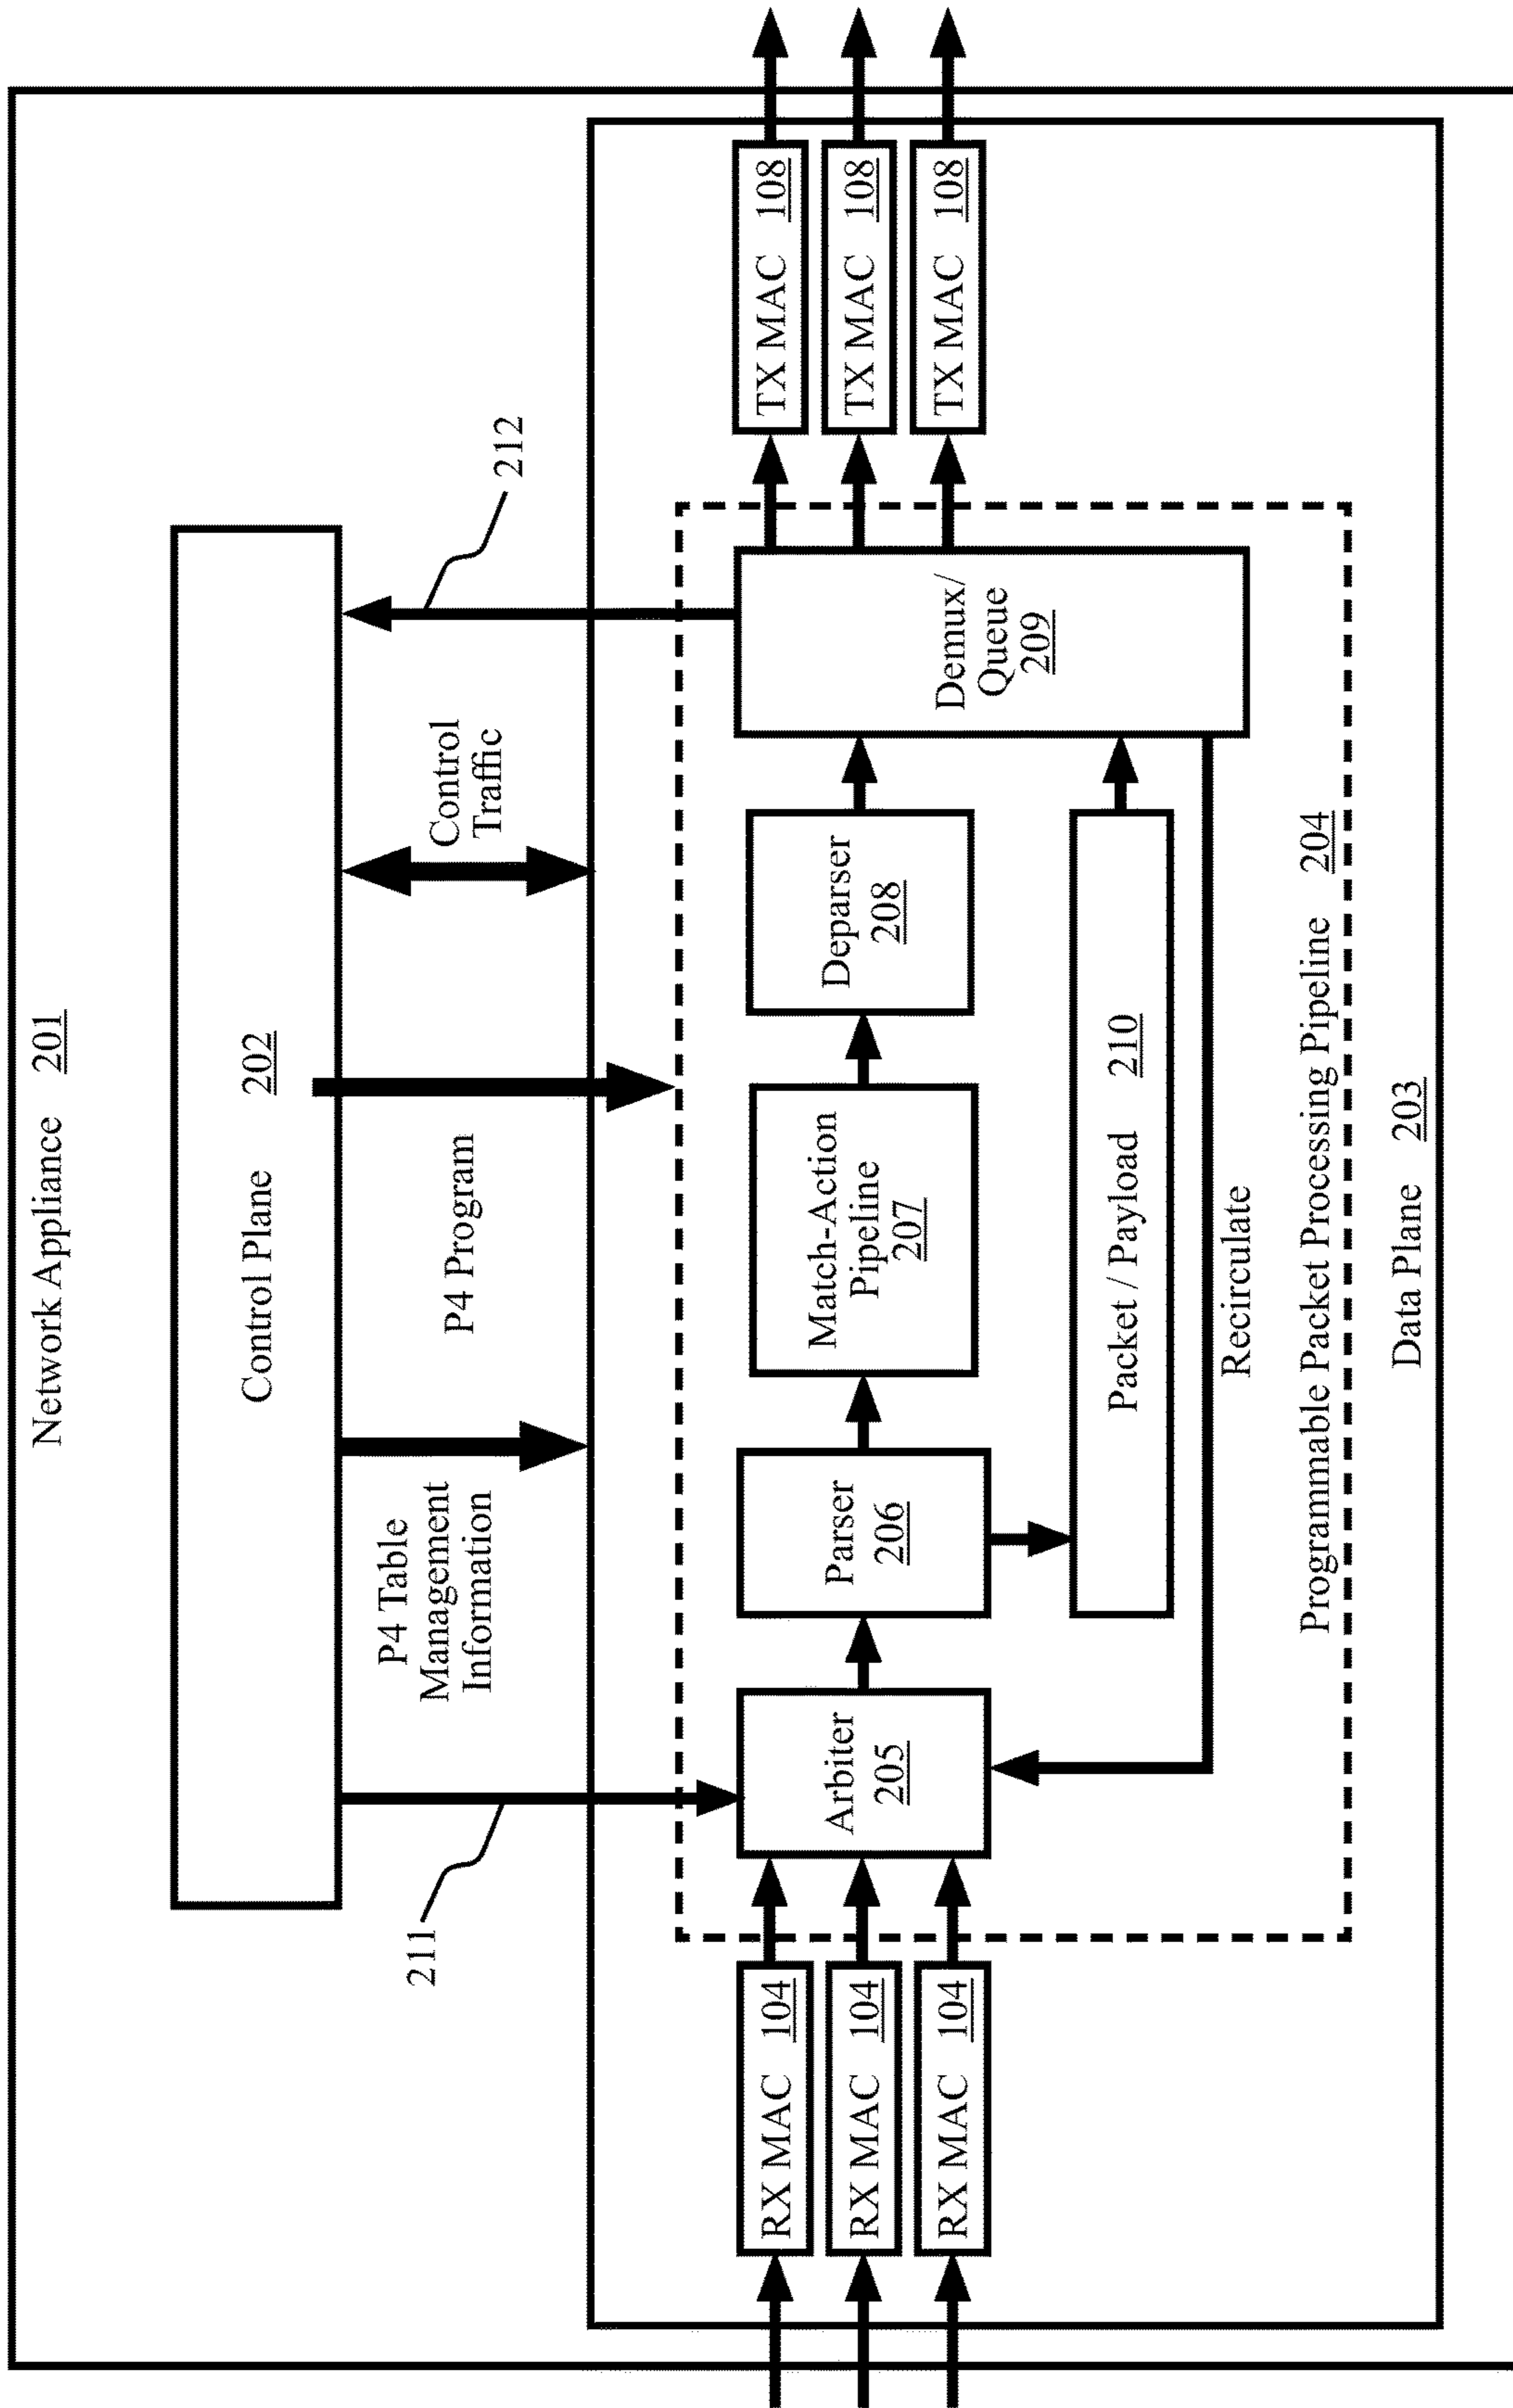 Network Appliance 201
Control Plane 202
211
P4 Table
Management
Information
P4 Program
Control
Traffic
212
RX MAC 104
RX MAC 104
RX MAC 104
Arbiter
205
Parser
206
Match-Action
Pipeline
207
Deparser
208
Demux/
Queue
209
TX MAC 108
TX MAC 108
TX MAC 108
Packet / Payload 210
Recirculate
Programmable Packet Processing Pipeline 204
Data Plane 203